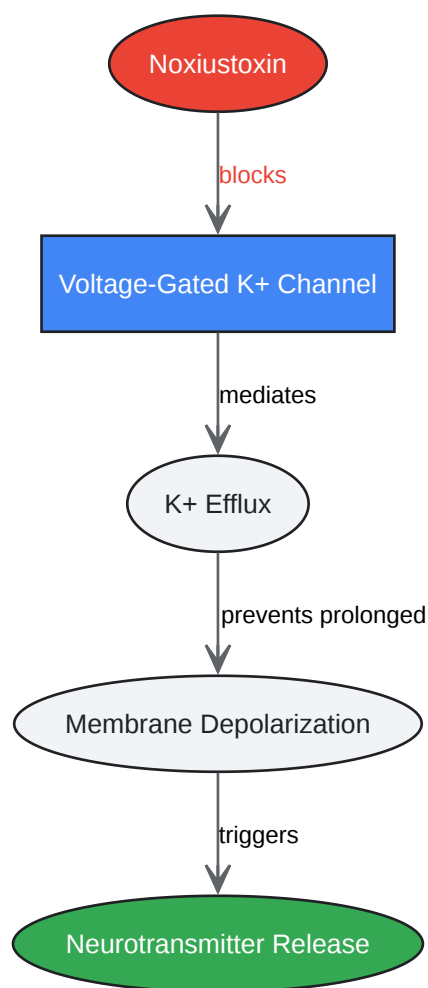 Noxiustoxin
blocks
Voltage-Gated K+ Channel
mediates
K+ Efflux
prevents prolonged
Membrane Depolarization
triggers
Neurotransmitter Release